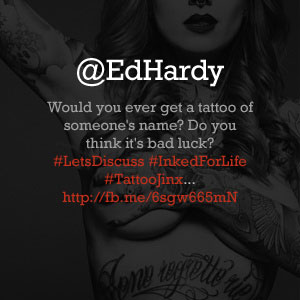 @EdHardy
Would you ever get a tattoo of
someone's name? Do you
think it's bad luck?
#LetsDiscuss #InkedForLife
#TattooJinx...
http://fb.me/6sgw665mN